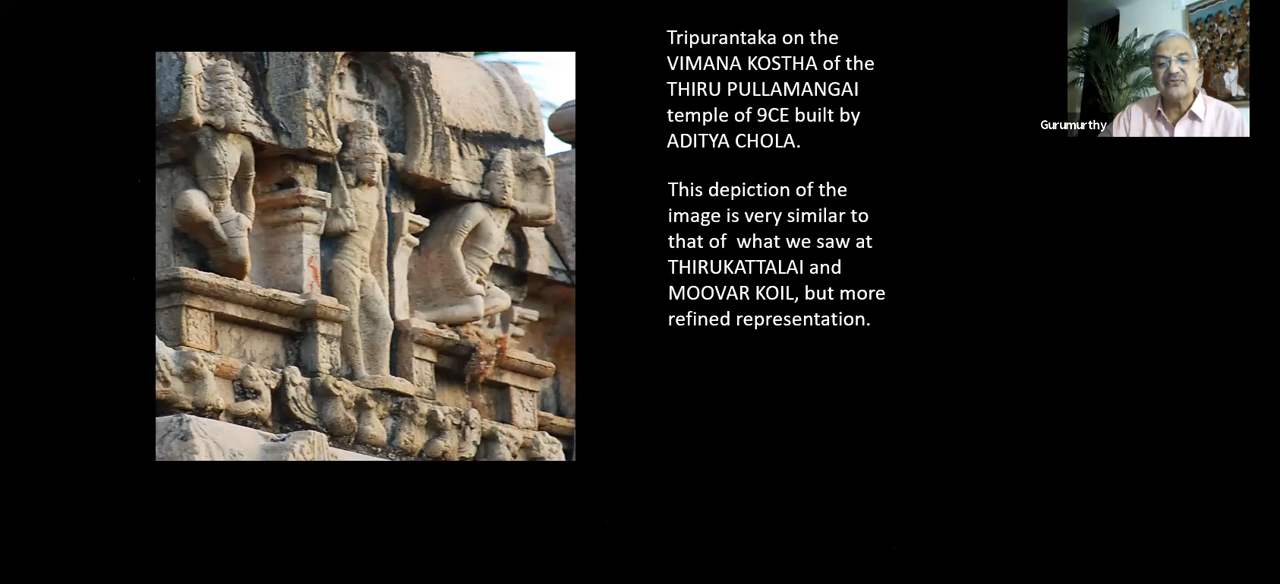 Tripurantaka on the
VIMANA KOSTHA of the
THIRU PULLAMANGAI
temple of 9CE built by
ADITYA CHOLA.
This depiction of the
image is very similar to
that of  what we saw at
THIRUKATTALAI and
MOOVAR KOIL, but more
refined representation.
Gurumurthy